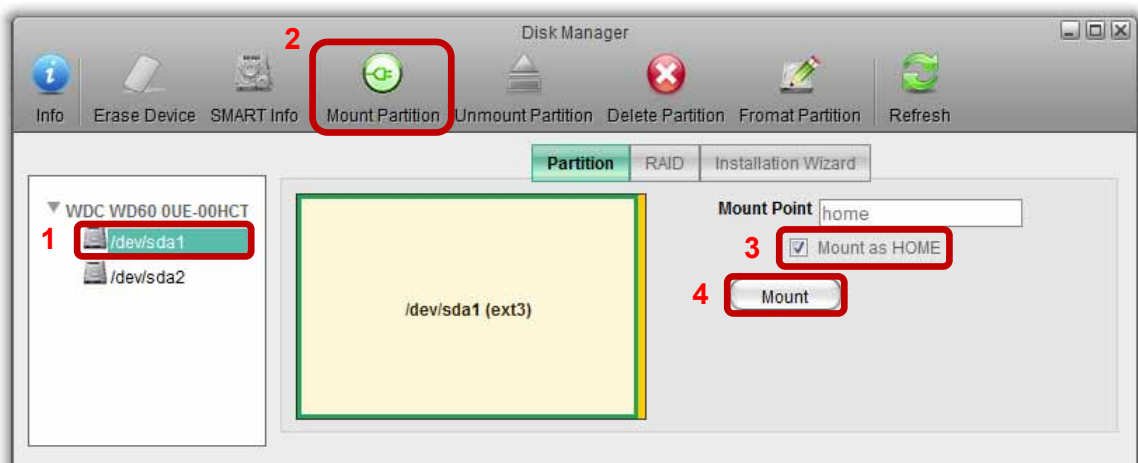 Disk Manager
2
Info Erase Device SMART Info Mount Partition Unmount Partition Delete Partition Fromat Partition Refresh
Partition RAID Installation Wizard
WDC WD60 0UE-00HCT
1 /dev/sda1
/dev/sda2
/dev/sda1 (ext3)
Mount Point home
3 Mount as HOME
4 Mount